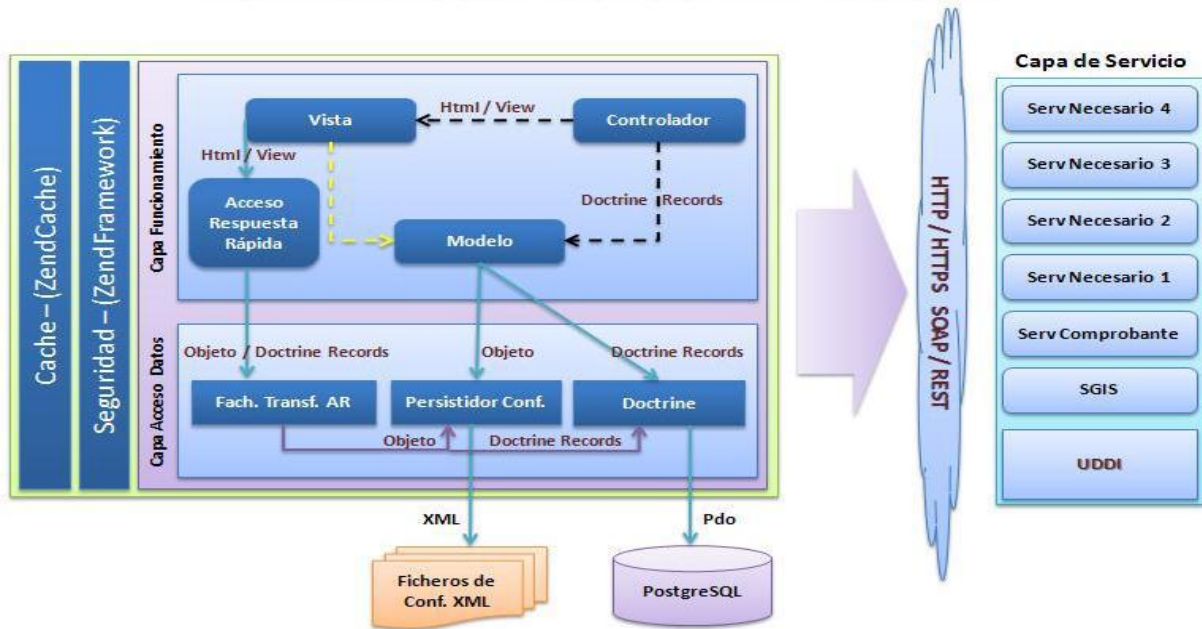 Cache – (ZendCache)
Seguridad – (ZendFramework)
Capa Funcionamiento
Vista
Html / View
Controlador
Html / View
Acceso
Respuesta
Rápida
Doctrine Records
Modelo
Capa Acceso Datos
Objeto / Doctrine Records
Objeto
Doctrine Records
Fach. Transf. AR
Persistidor Conf.
Doctrine
Objeto
Doctrine Records
XML
Pdo
Ficheros de
Conf. XML
PostgreSQL
HTTP / HTTPS SOAP / REST
Capa de Servicio
Serv Necesario 4
Serv Necesario 3
Serv Necesario 2
Serv Necesario 1
Serv Comprobante
SGIS
UDDI